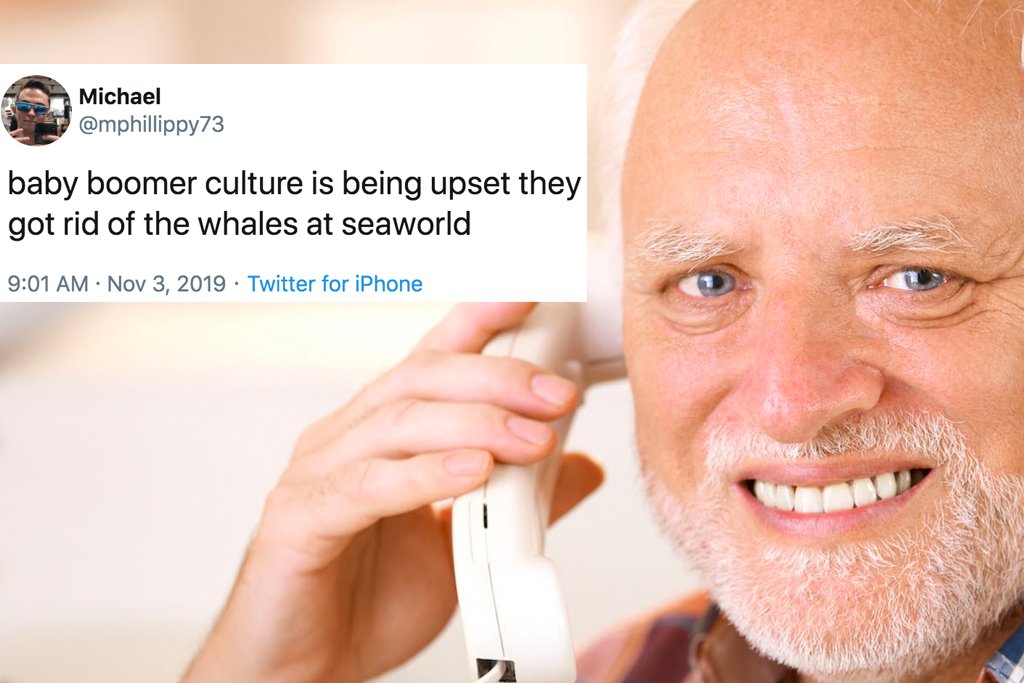 Michael
@mphillippy73
baby boomer culture is being upset they
got rid of the whales at seaworld
9:01 AM · Nov 3, 2019 · Twitter for iPhone